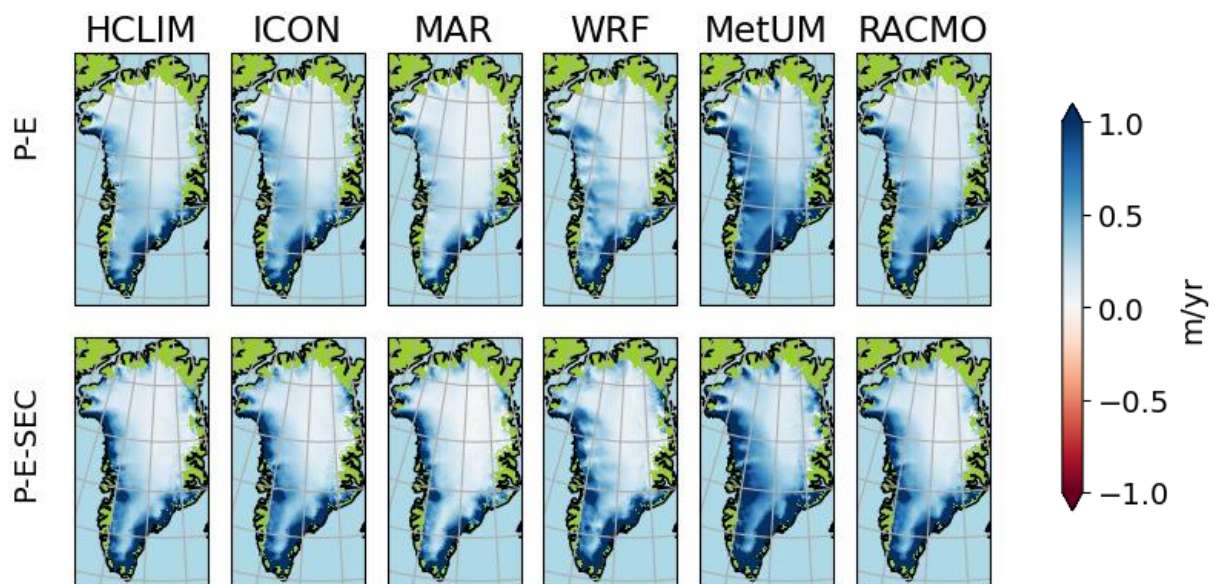 HCLIM ICON MAR WRF MetUM RACMO
P-E
P-E-SEC
1.0
0.5
0.0
−0.5
−1.0
m/yr